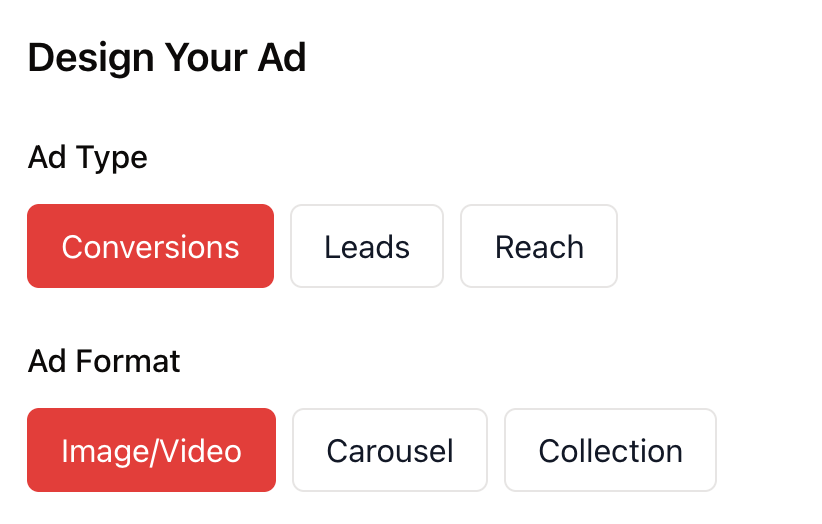 Design Your Ad
Ad Type
Conversions Leads Reach
Ad Format
Image/Video Carousel Collection